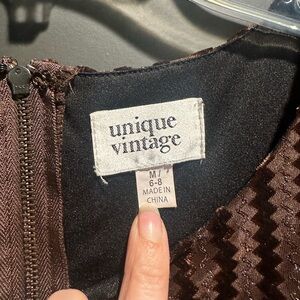 unique
vintage
M/
6-8
MADE IN
CHINA